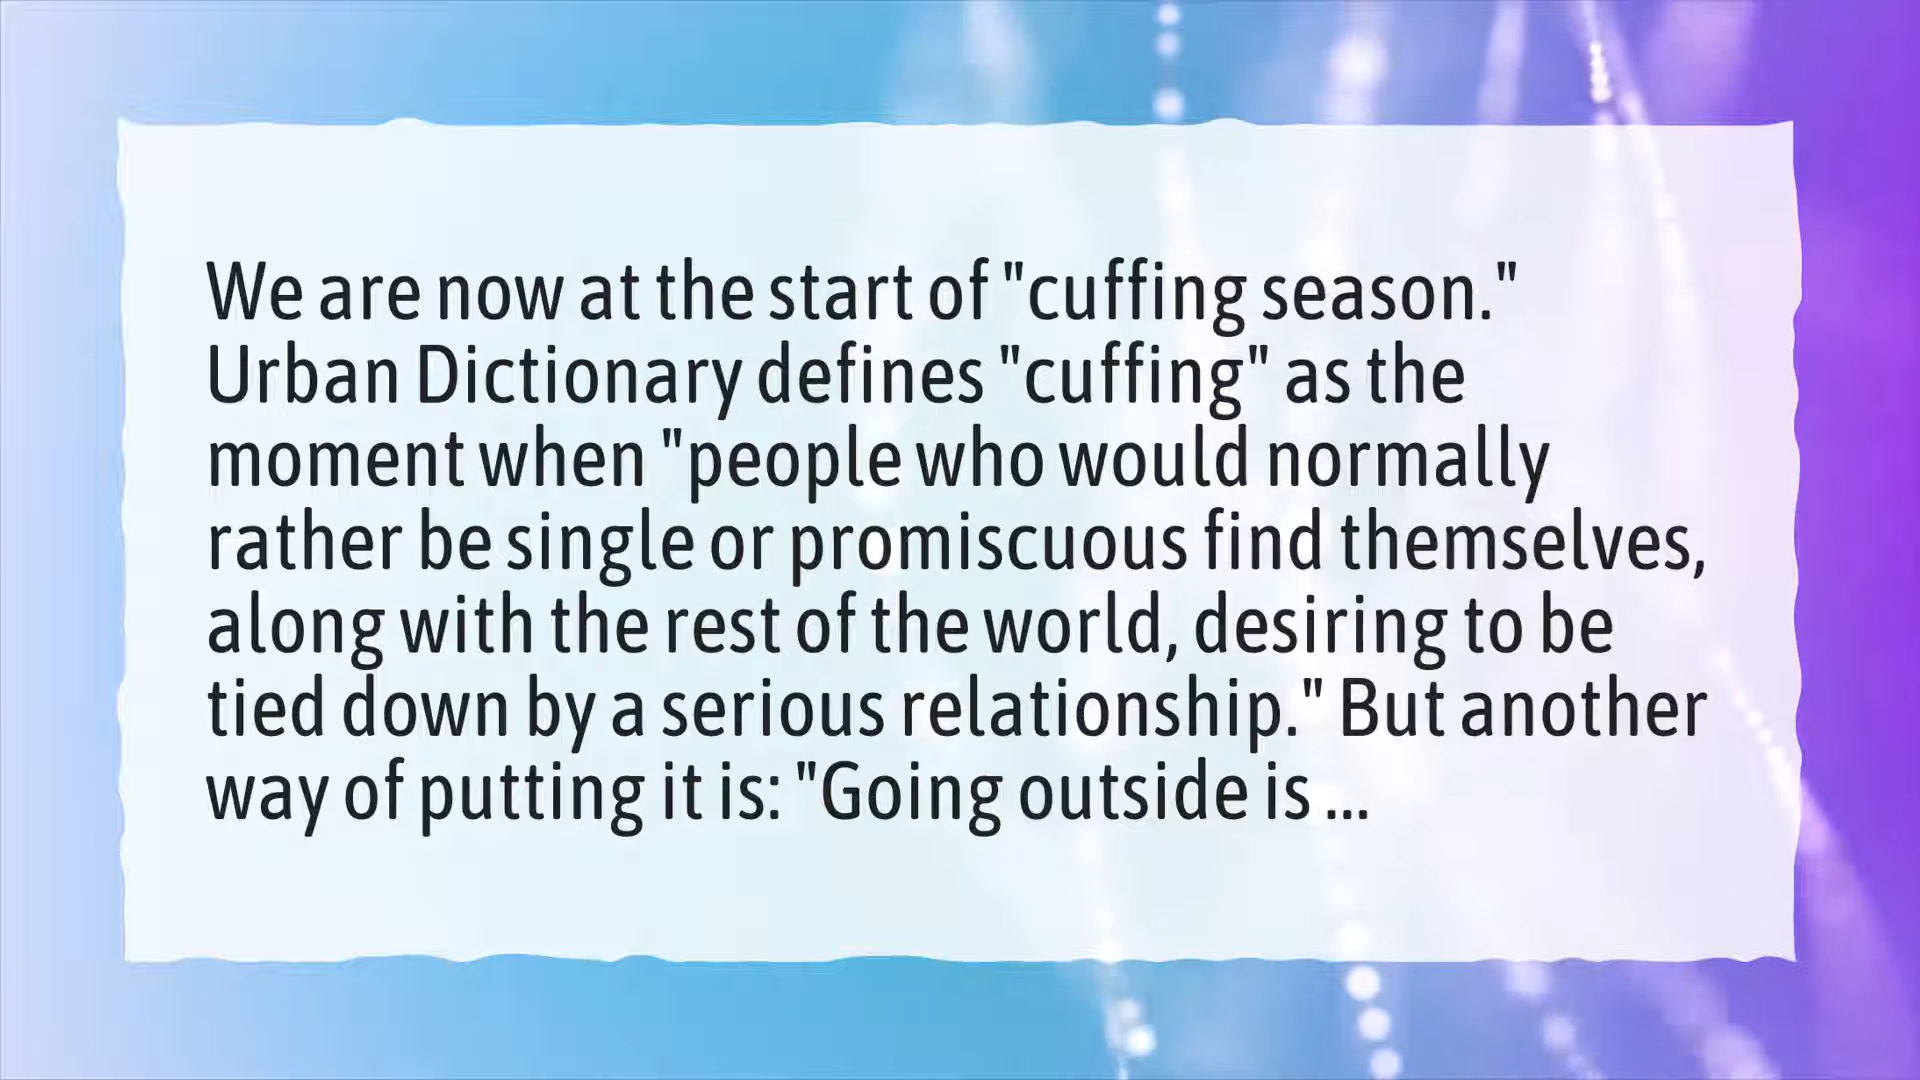 We are now at the start of "cuffing season."
Urban Dictionary defines "cuffing" as the
moment when "people who would normally
rather be single or promiscuous find themselves,
along with the rest of the world, desiring to be
tied down by a serious relationship." But another
way of putting it is: "Going outside is ...